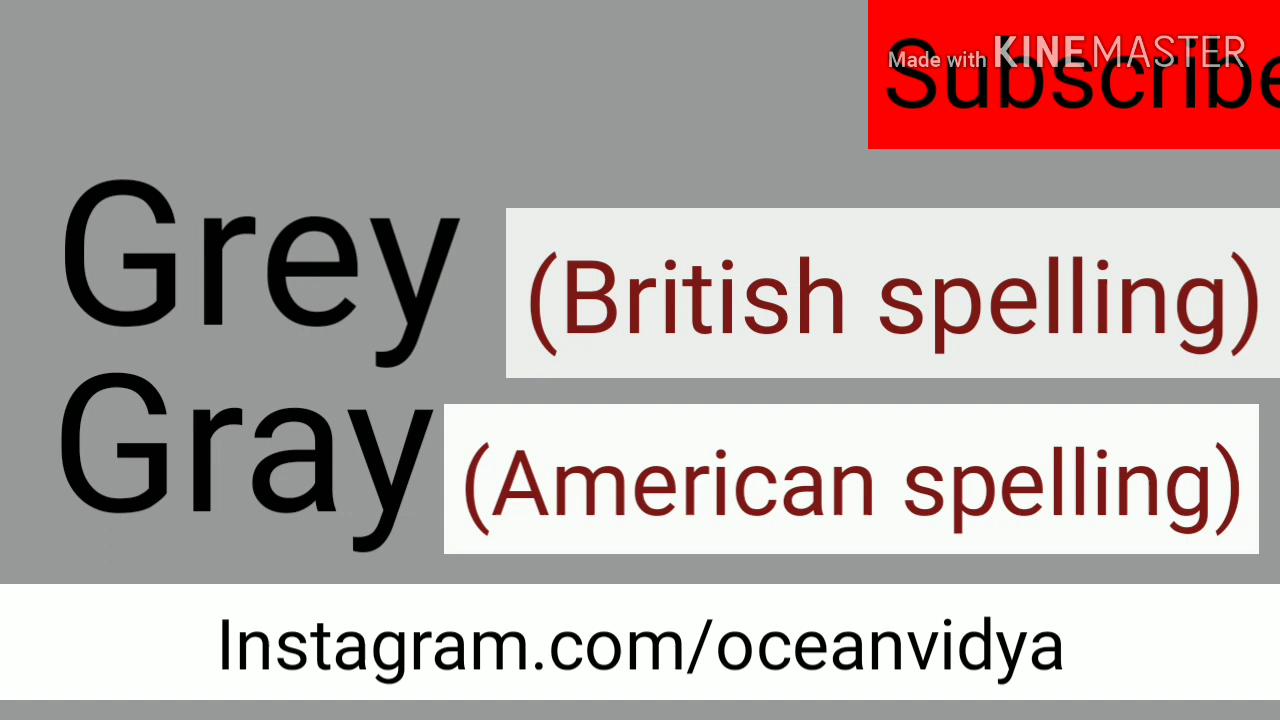 Subscribe
Made with KINEMASTER
Grey (British spelling)
Gray (American spelling)
Instagram.com/oceanvidya